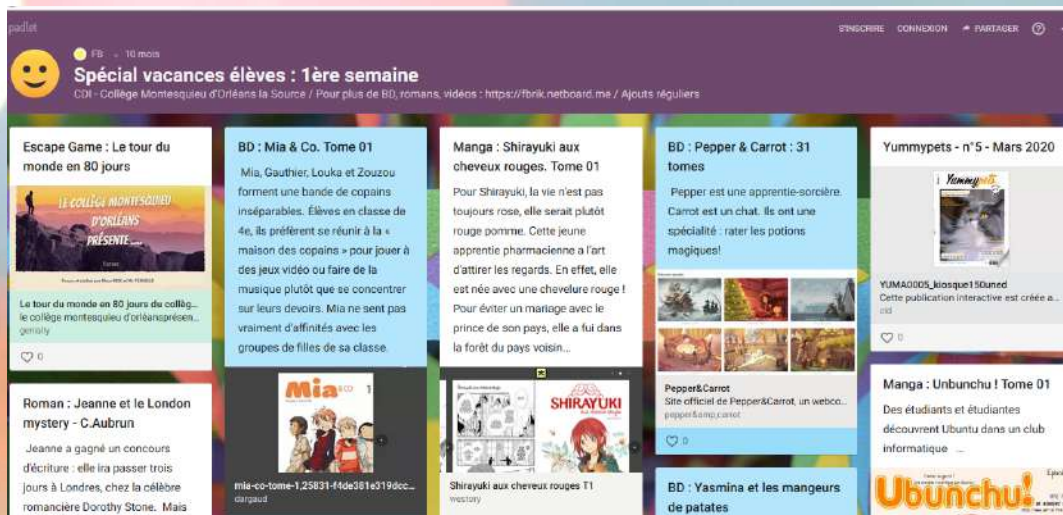 padlet
S'INSCRIRE CONNEXION PARTAGER
FB - 10 mois
Spécial vacances élèves : 1ère semaine
CDI - Collège Montesquieu d'Orléans la Source / Pour plus de BD, romans, vidéos : https://fbrik.netboard.me / Ajouts réguliers
Escape Game : Le tour du
monde en 80 jours
LE COLLÈGE MONTESQUIEU
D'ORLÉANS
PRÉSENTE ....
Le tour du monde en 80 jours du collèg...
le collège montesquieu d'orléansprésen...
genially
0
Roman : Jeanne et le London
mystery - C.Aubrun
Jeanne a gagné un concours
d'écriture : elle ira passer trois
jours à Londres, chez la célèbre
romancière Dorothy Stone. Mais
BD : Mia & Co. Tome 01
Mia, Gauthier, Louka et Zouzou
forment une bande de copains
inséparables. Élèves en classe de
4e, ils préfèrent se réunir à la «
maison des copains » pour jouer à
des jeux vidéo ou faire de la
musique plutôt que se concentrer
sur leurs devoirs. Mia ne sent pas
vraiment d'affinités avec les
groupes de filles de sa classe.
Mia & CO 1
mia-co-tome-1,25831-f4de381e319dcc...
dargaud
Manga : Shirayuki aux
cheveux rouges. Tome 01
Pour Shirayuki, la vie n'est pas
toujours rose, elle serait plutôt
rouge pomme. Cette jeune
apprentie pharmacienne a l'art
d'attirer les regards. En effet, elle
est née avec une chevelure rouge !
Pour éviter un mariage avec le
prince de son pays, elle a fui dans
la forêt du pays voisin...
SHIRAYUKI
Shirayuki aux cheveux rouges T1
BD : Pepper & Carrot : 31
tomes
Pepper est une apprentie-sorcière.
Carrot est un chat. Ils ont une
spécialité : rater les potions
magiques!
Pepper&Carrot
Site officiel de Pepper&Carrot, un webco...
pepper&amp;carrot
0
BD : Yasmina et les mangeurs
de patates
Yummypets - n°5 - Mars 2020
Yummypets
YUMA0005_kiosque150uned
Cette publication interactive est créée a...
0
Manga : Unbunchu ! Tome 01
Des étudiants et étudiantes
découvrent Ubuntu dans un club
informatique ...
Ubunchu!